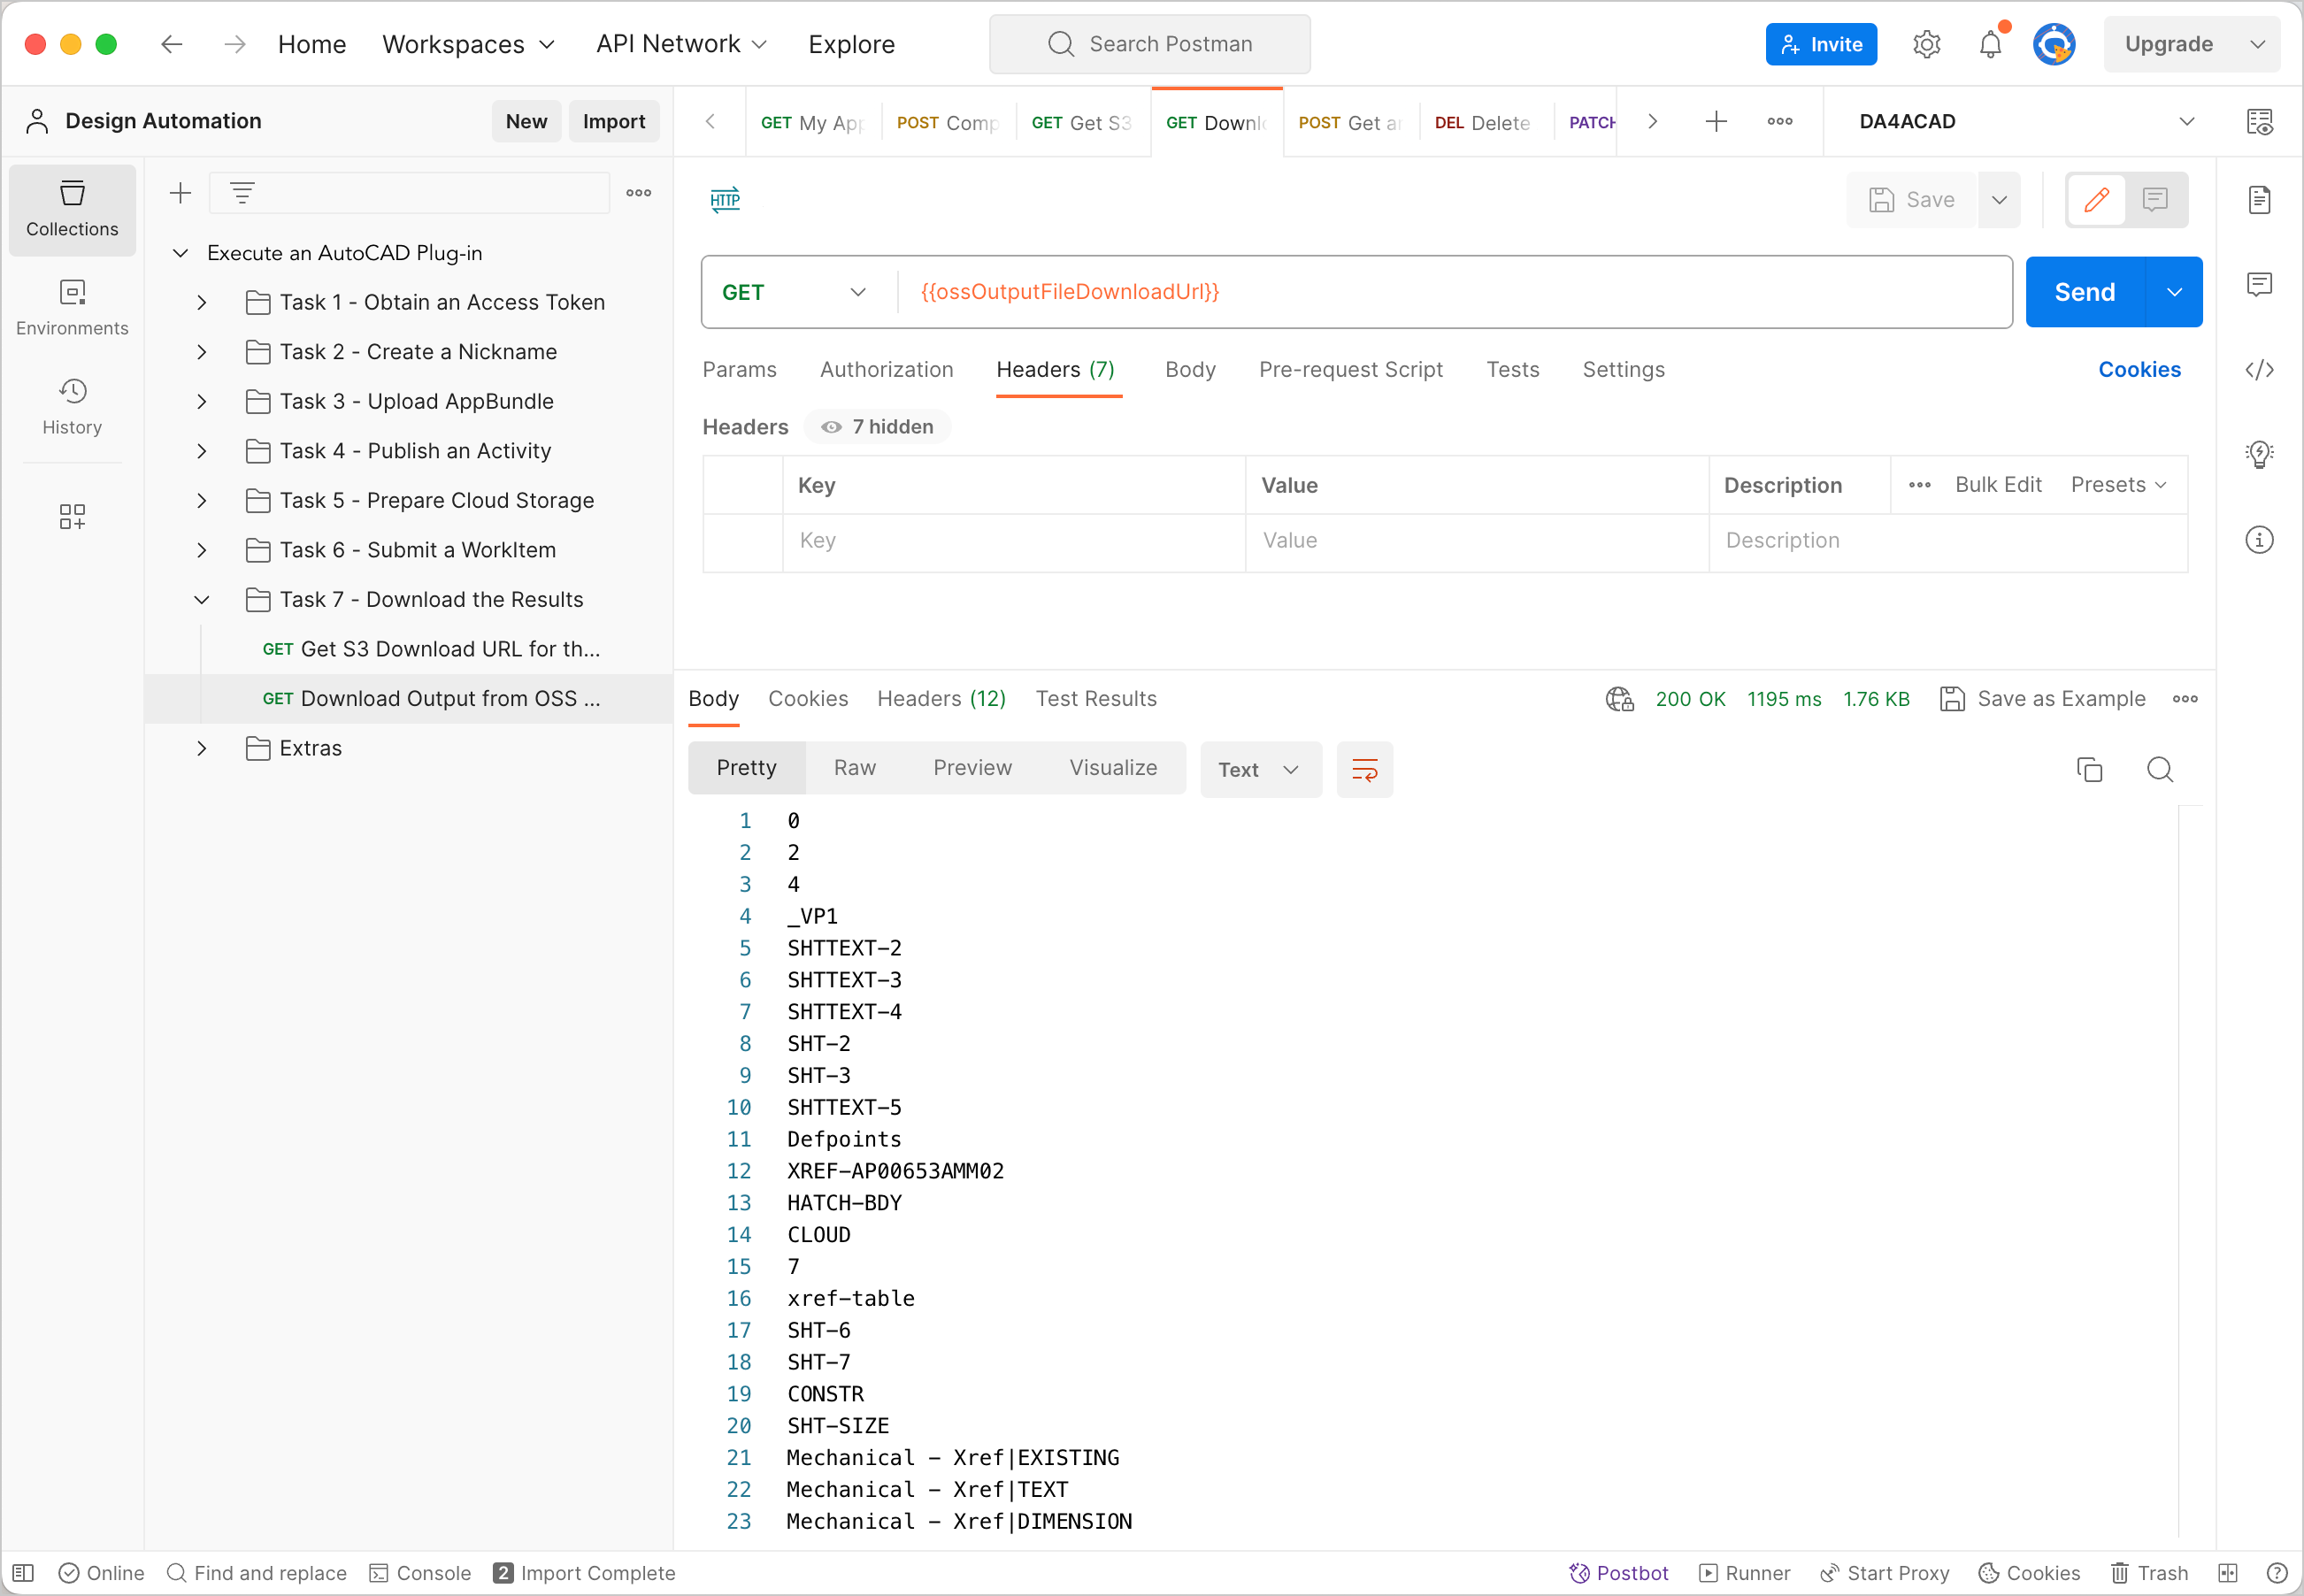 Home
Workspaces
API Network
Explore
Search Postman
Invite
Upgrade
Design Automation
New
Import
GET My App
POST Comp
GET Get S3
GET Downl
POST Get a
DEL Delete
PATCH
DA4ACAD
Collections
Environments
History
Execute an AutoCAD Plug-in
Task 1 - Obtain an Access Token
Task 2 - Create a Nickname
Task 3 - Upload AppBundle
Task 4 - Publish an Activity
Task 5 - Prepare Cloud Storage
Task 6 - Submit a WorkItem
Task 7 - Download the Results
GET Get S3 Download URL for th...
GET Download Output from OSS ...
Extras
HTTP
Save
GET
{{ossOutputFileDownloadUrl}}
Send
Params
Authorization
Headers (7)
Body
Pre-request Script
Tests
Settings
Cookies
Headers
7 hidden
Key
Value
Description
Bulk Edit
Presets
Key
Value
Description
Body
Cookies
Headers (12)
Test Results
200 OK
1195 ms
1.76 KB
Save as Example
Pretty
Raw
Preview
Visualize
Text
1 0
2 2
3 4
4 _VP1
5 SHTTEXT-2
6 SHTTEXT-3
7 SHTTEXT-4
8 SHT-2
9 SHT-3
10 SHTTEXT-5
11 Defpoints
12 XREF-AP00653AMM02
13 HATCH-BDY
14 CLOUD
15 7
16 xref-table
17 SHT-6
18 SHT-7
19 CONSTR
20 SHT-SIZE
21 Mechanical - Xref|EXISTING
22 Mechanical - Xref|TEXT
23 Mechanical - Xref|DIMENSION
Online
Find and replace
Console
2 Import Complete
Postbot
Runner
Start Proxy
Cookies
Trash